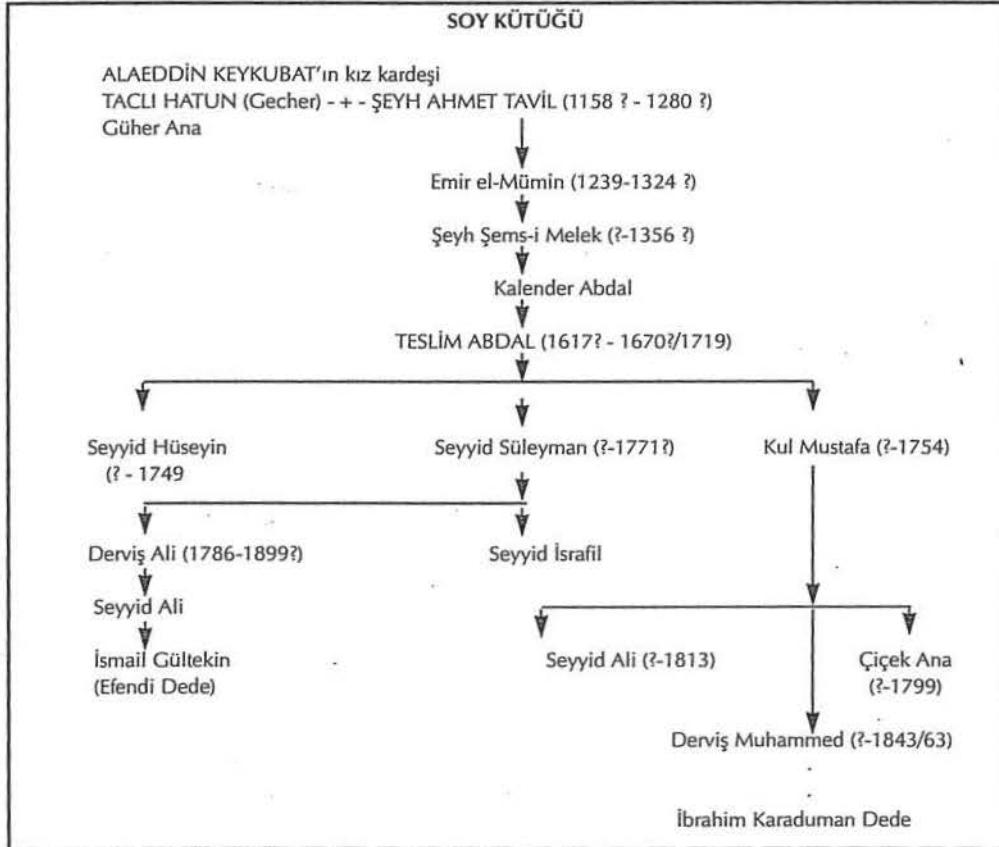 SOY KÜTÜĞÜ
ALAEDDİN KEYKUBAT'ın kız kardeşi
TACLI HATUN (Gecher) - + - ŞEYH AHMET TAVİL (1158 ? - 1280 ?)
Güher Ana
Emir el-Mümin (1239-1324 ?)
Şeyh Şems-i Melek (?-1356 ?)
Kalender Abdal
TESLİM ABDAL (1617? - 1670?/1719)
Seyyid Hüseyin
(? - 1749
Seyyid Süleyman (?-1771?)
Kul Mustafa (?-1754)
Derviş Ali (1786-1899?)
Seyyid İsrafil
Seyyid Ali
İsmail Gültekin
(Efendi Dede)
Seyyid Ali (?-1813)
Çiçek Ana
(?-1799)
Derviş Muhammed (?-1843/63)
İbrahim Karaduman Dede